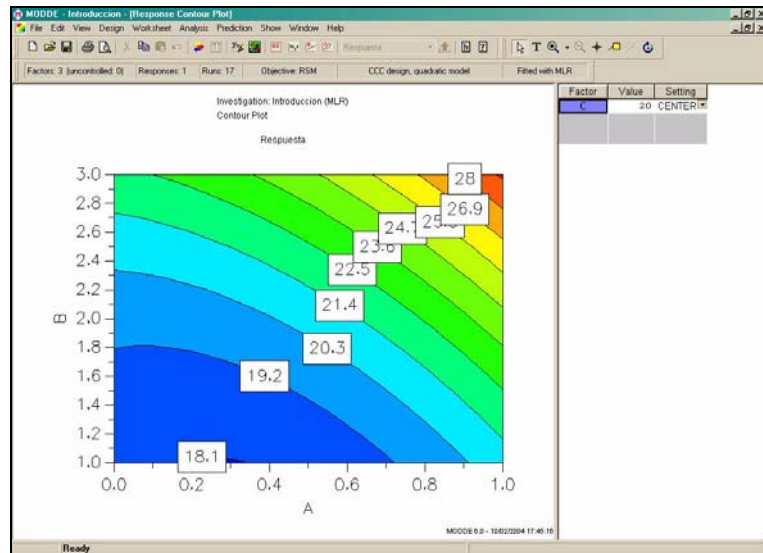 MODDE - Introduccion - [Response Contour Plot]
File Edit View Design Worksheet Analysis Prediction Show Window Help
Respuesta
Factors: 3 (uncontrolled: 0) Responses: 1 Runs: 17 Objective: RSM CCC design, quadratic model Fitted with MLR
Investigation: Introduccion (MLR)
Contour Plot
Respuesta
Factor Value Setting
C 20 CENTER
3.0
2.8
2.6
2.4
2.2
2.0
1.8
1.6
1.4
1.2
1.0
B
28
26.9
23.6
22.5
21.4
20.3
19.2
18.1
0.0 0.2 0.4 0.6 0.8 1.0
A
MODDE 6.0 - 10/02/2004 17:46:16
Ready